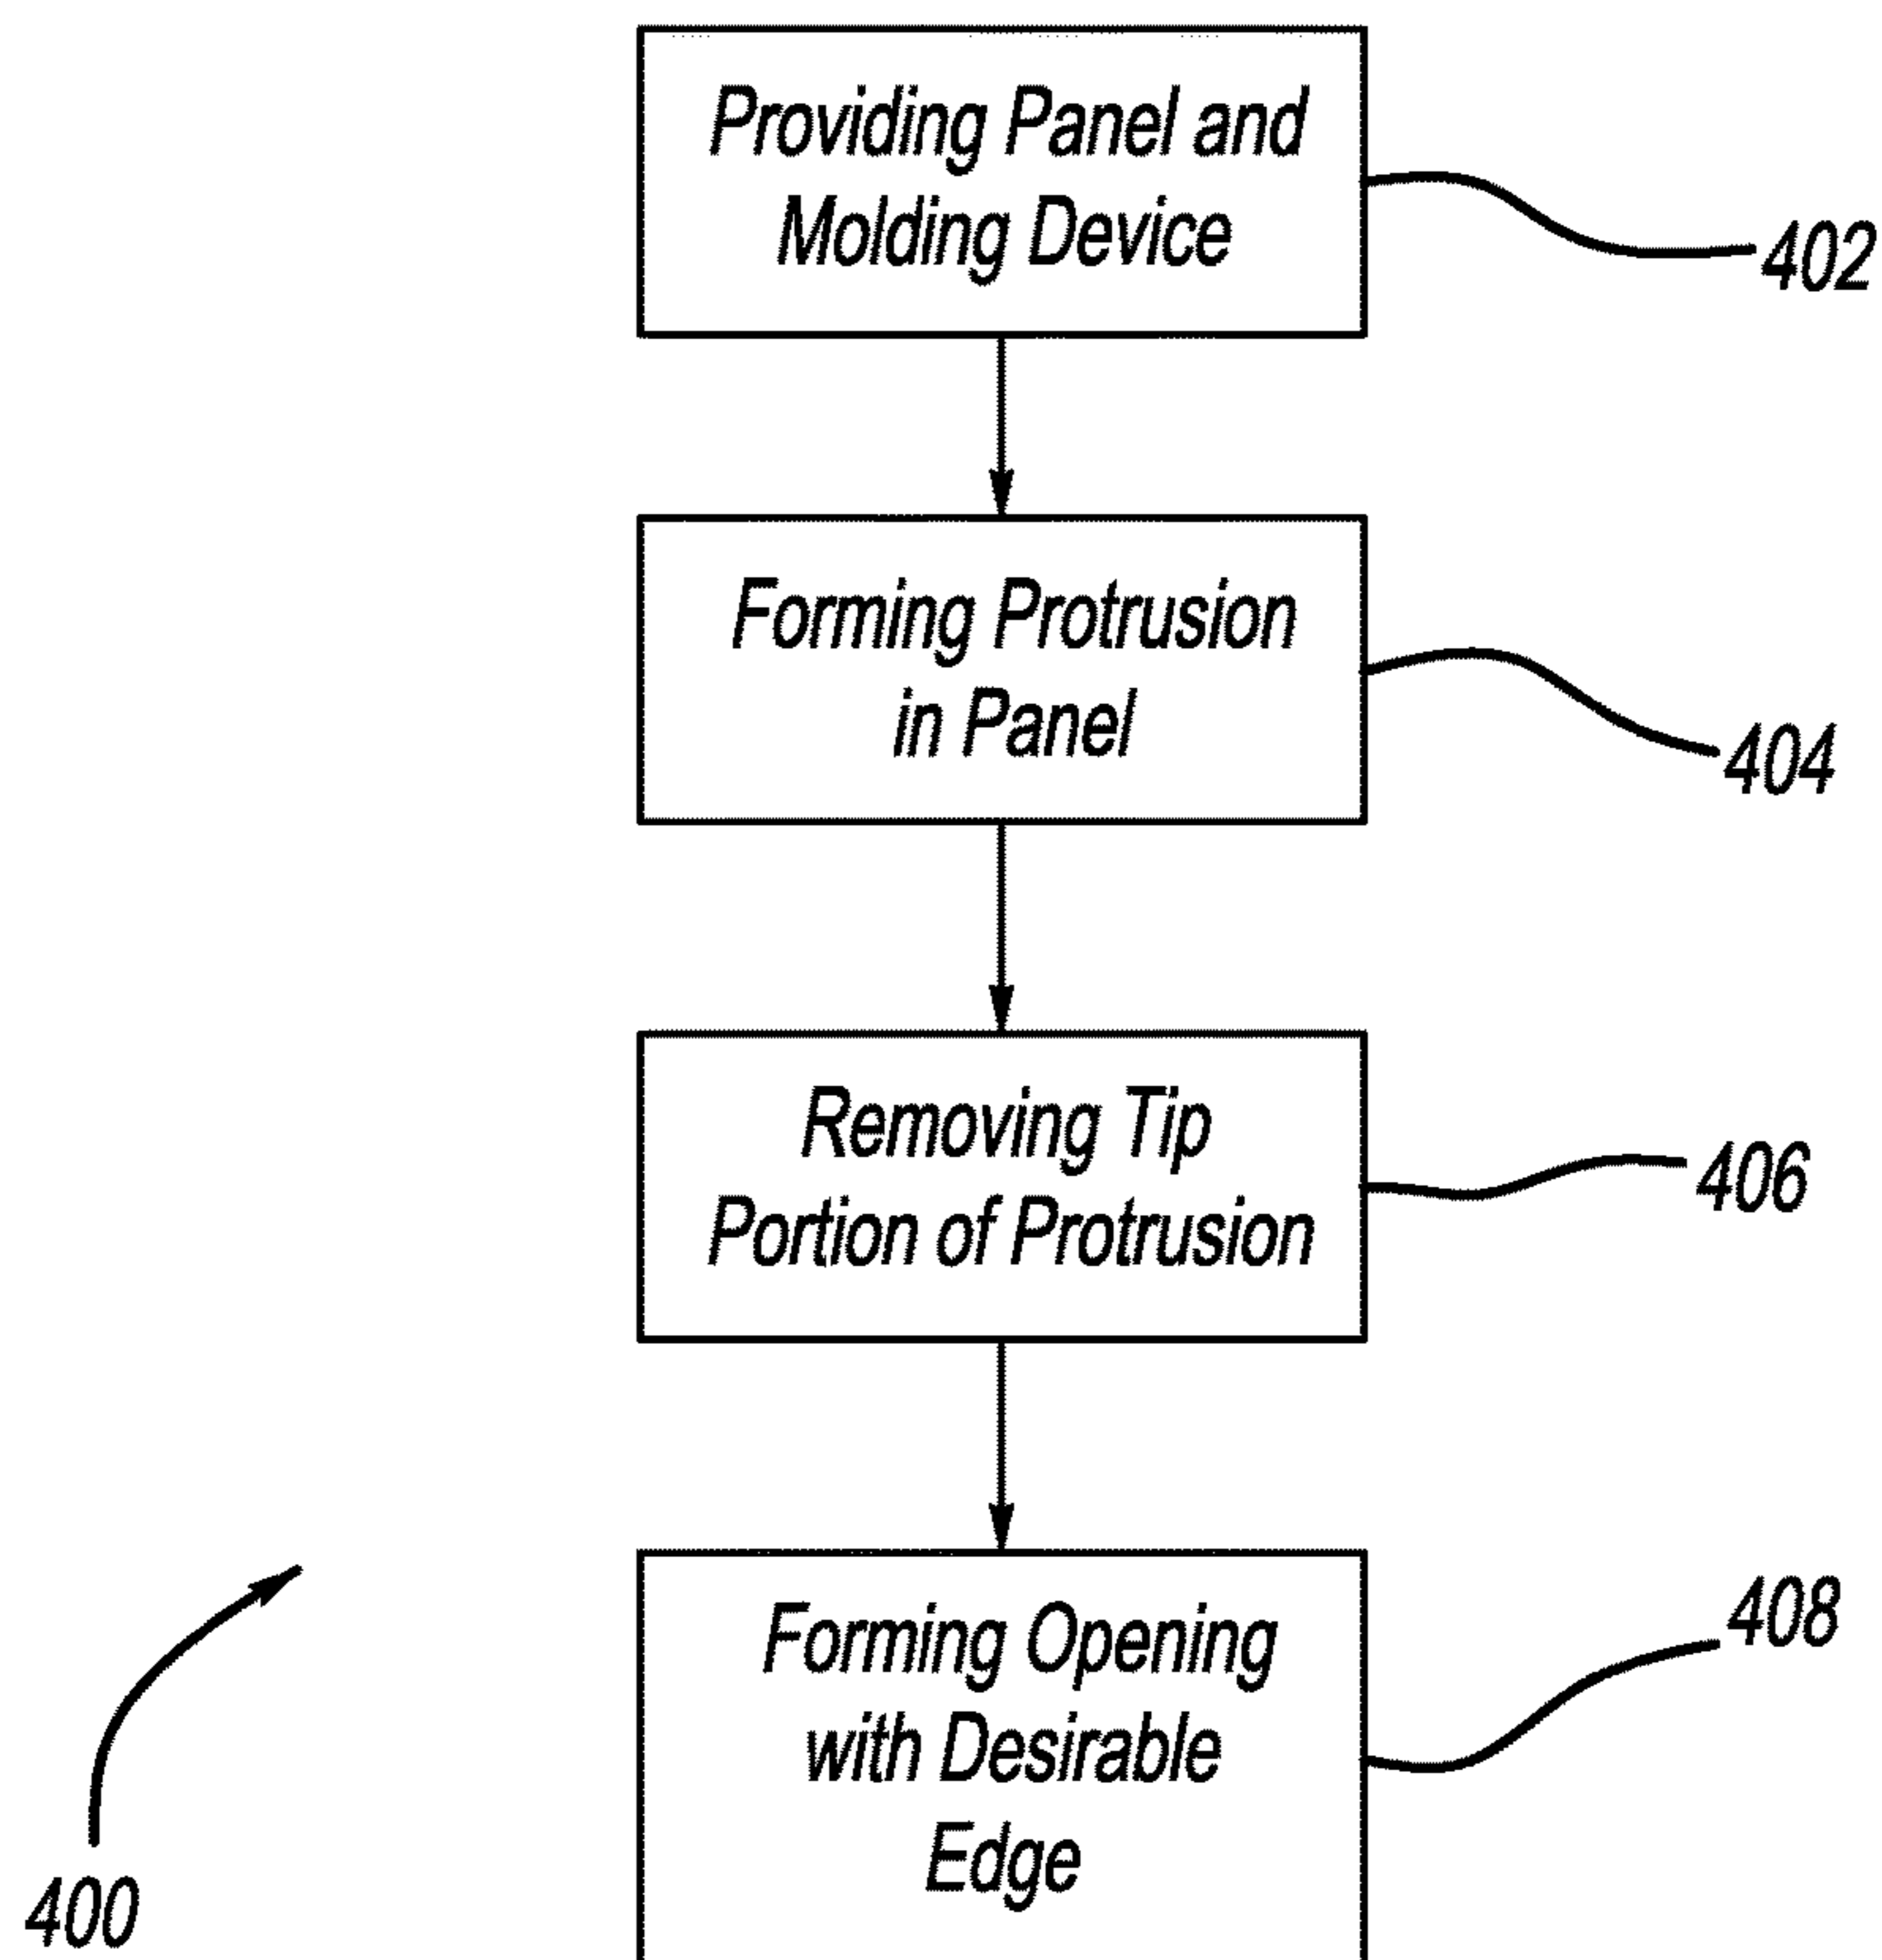 Providing Panel and
Molding Device
402
Forming Protrusion
in Panel
404
Removing Tip
Portion of Protrusion
406
Forming Opening
with Desirable
Edge
408
400